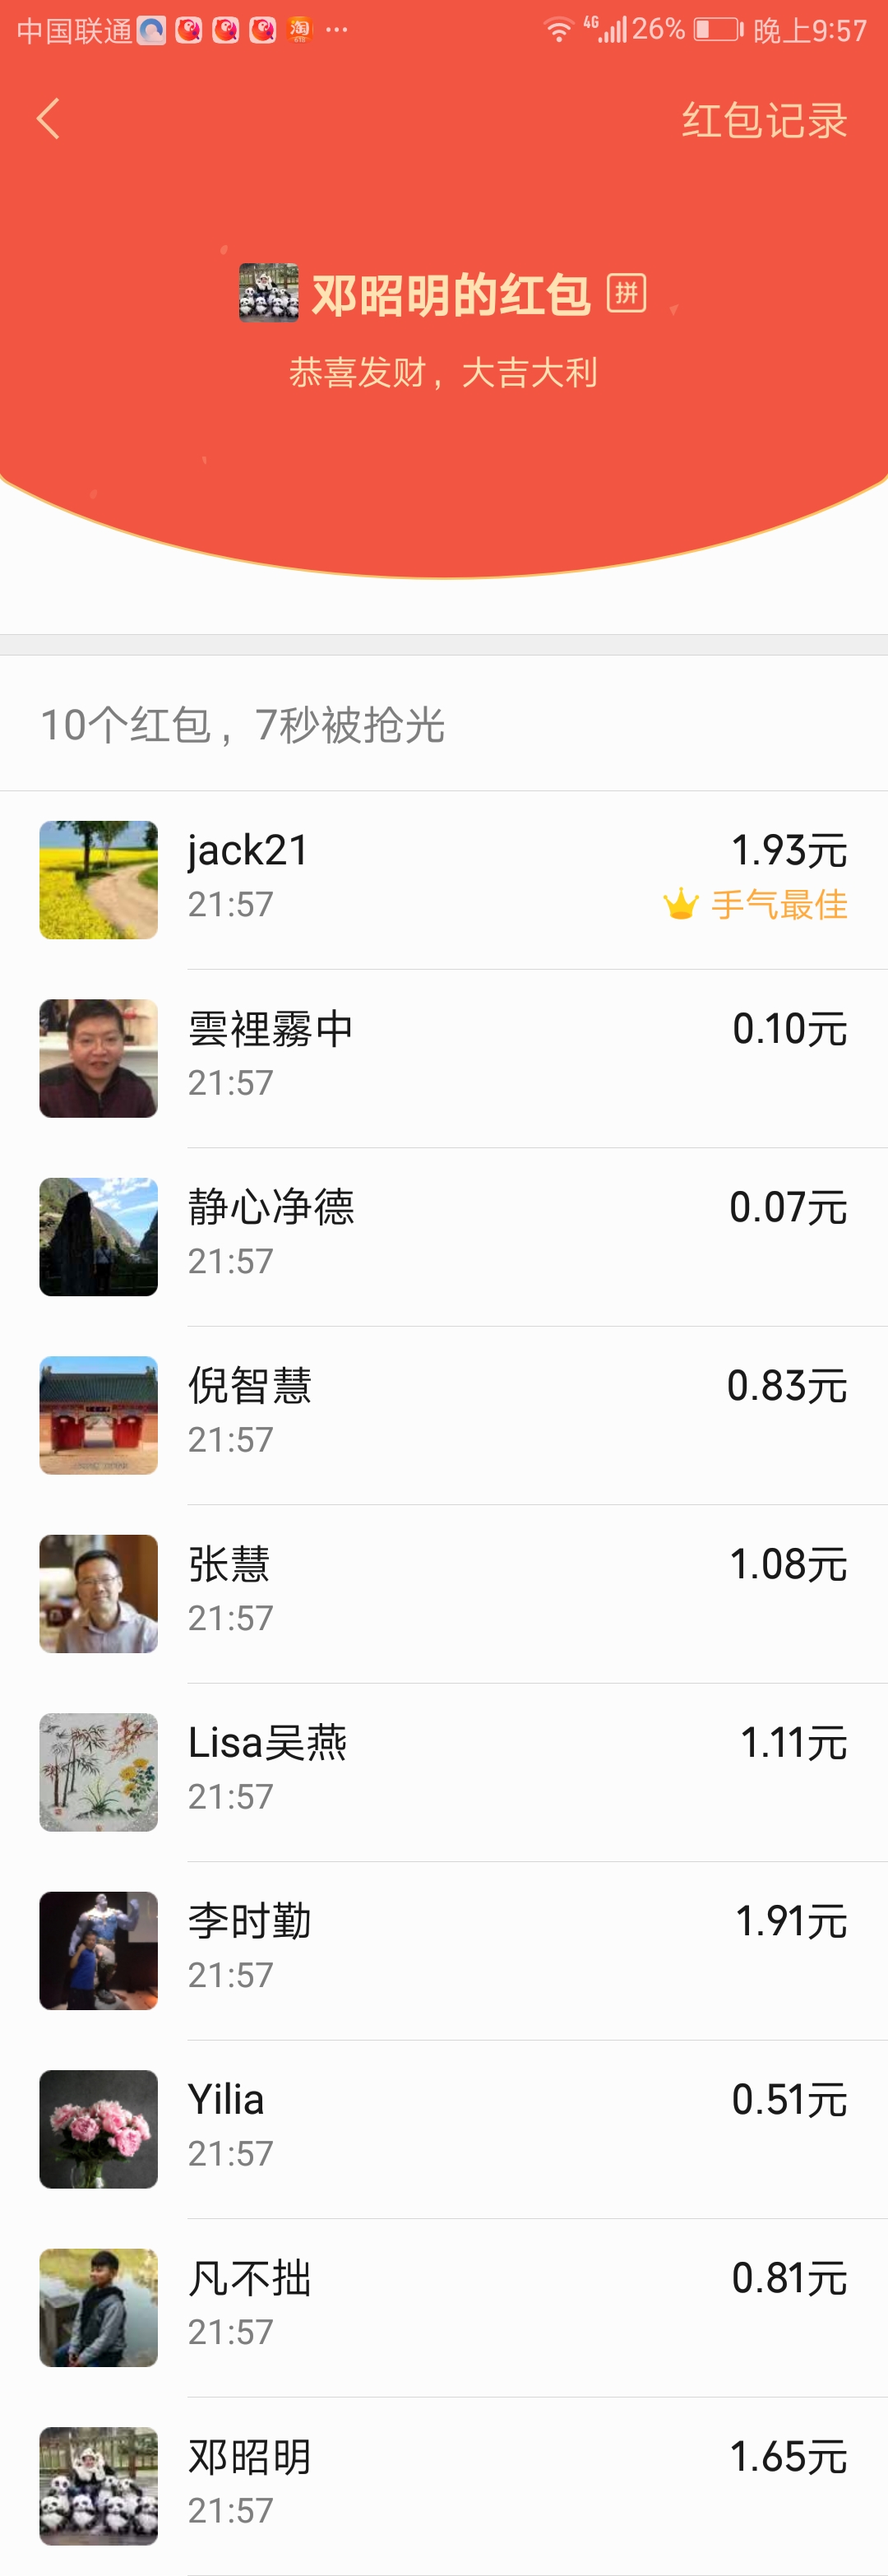 中国联通 淘 ··· 4G 26% 晚上9:57
红包记录
邓昭明的红包 拼
恭喜发财，大吉大利
10个红包，7秒被抢光
jack21 1.93元
21:57 手气最佳
雲裡霧中 0.10元
21:57
静心净德 0.07元
21:57
倪智慧 0.83元
21:57
张慧 1.08元
21:57
Lisa吴燕 1.11元
21:57
李时勤 1.91元
21:57
Yilia 0.51元
21:57
凡不拙 0.81元
21:57
邓昭明 1.65元
21:57